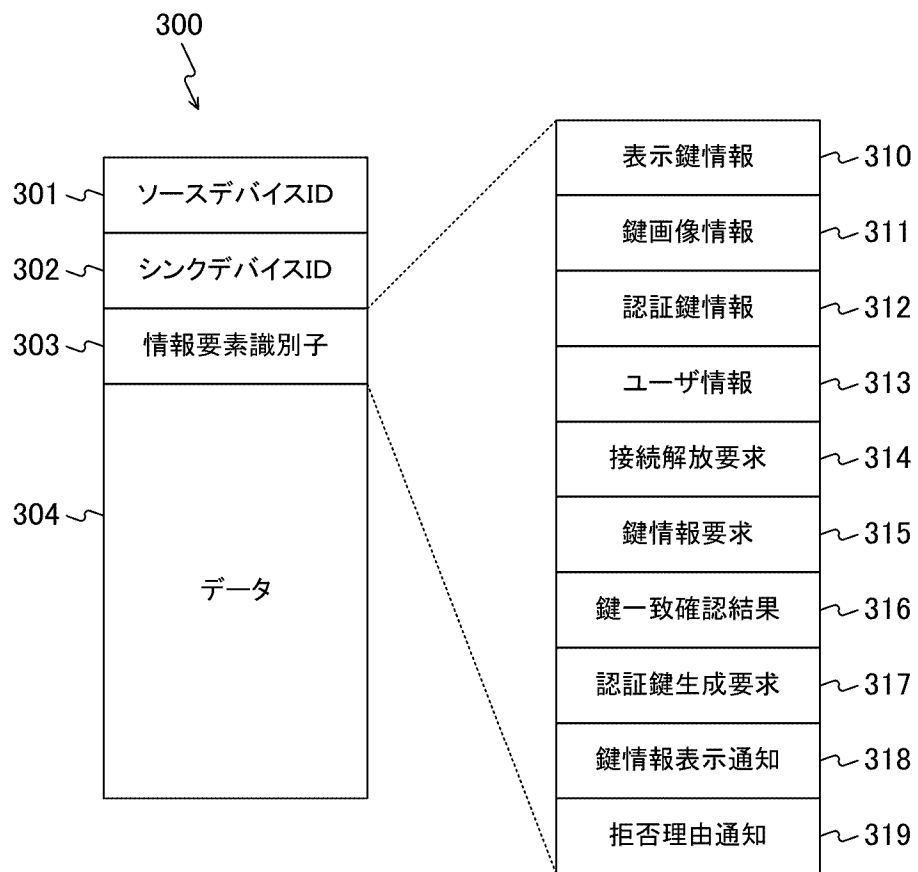 300
301 ソースデバイスID
302 シンクデバイスID
303 情報要素識別子
304 データ
表示鍵情報 310
鍵画像情報 311
認証鍵情報 312
ユーザ情報 313
接続解放要求 314
鍵情報要求 315
鍵一致確認結果 316
認証鍵生成要求 317
鍵情報表示通知 318
拒否理由通知 319